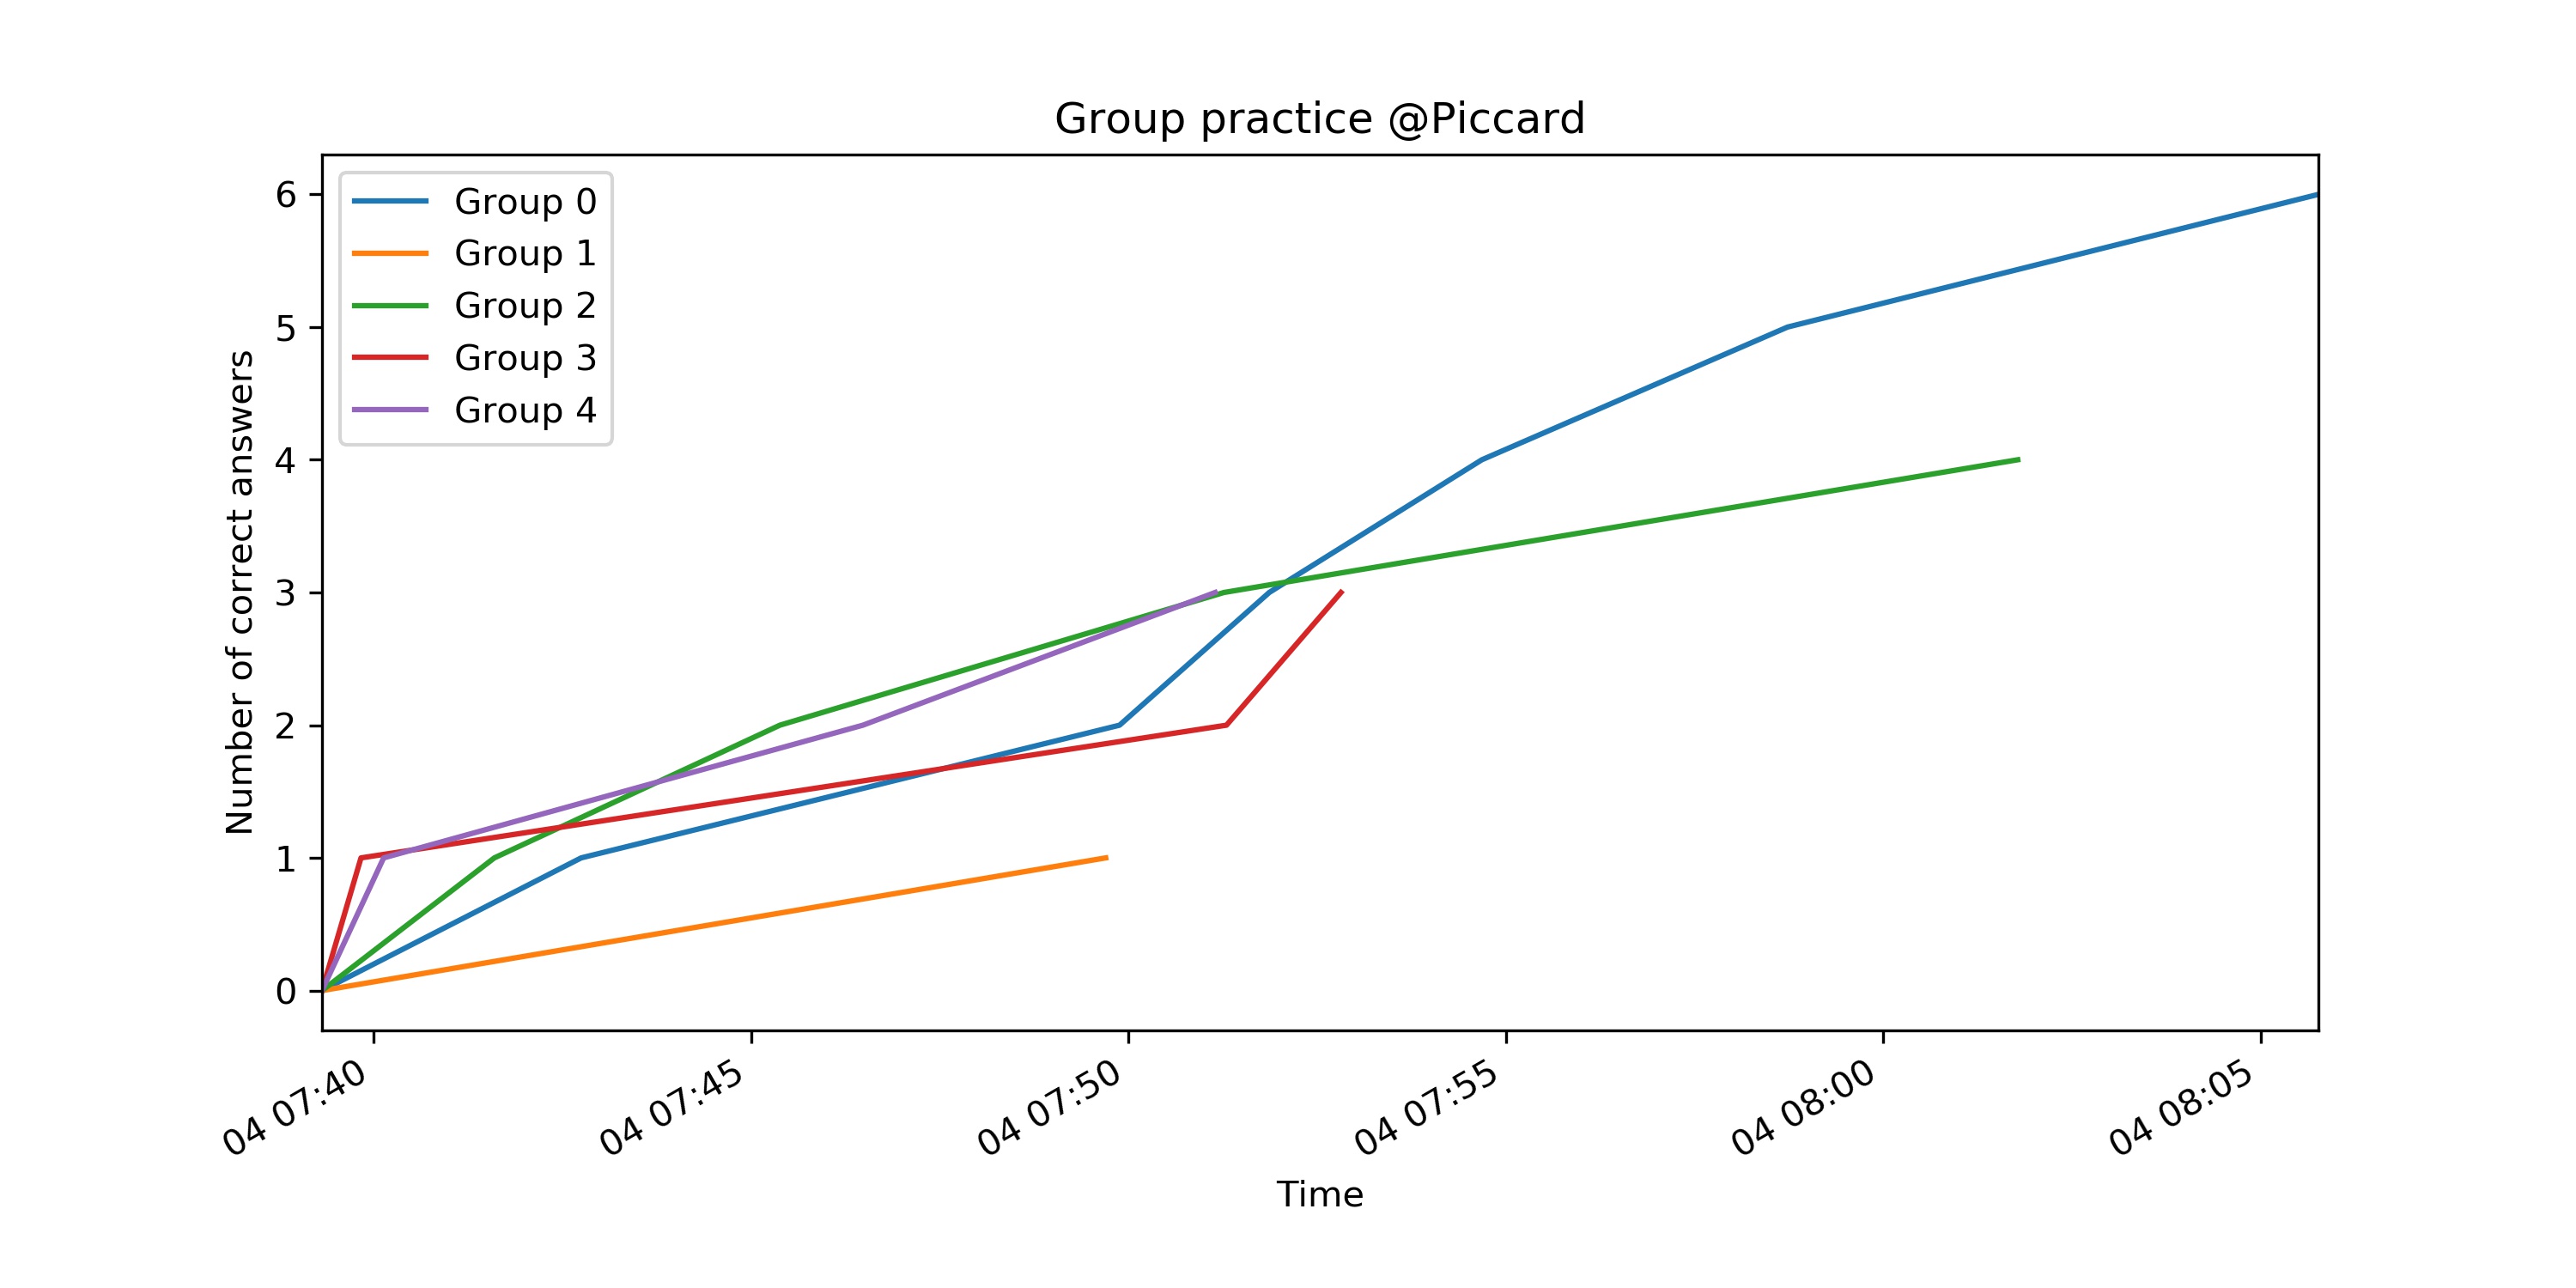 Group practice @Piccard
Group 0
Group 1
Group 2
Group 3
Group 4
Number of correct answers
6
5
4
3
2
1
0
04 07:40
04 07:45
04 07:50
04 07:55
04 08:00
04 08:05
Time